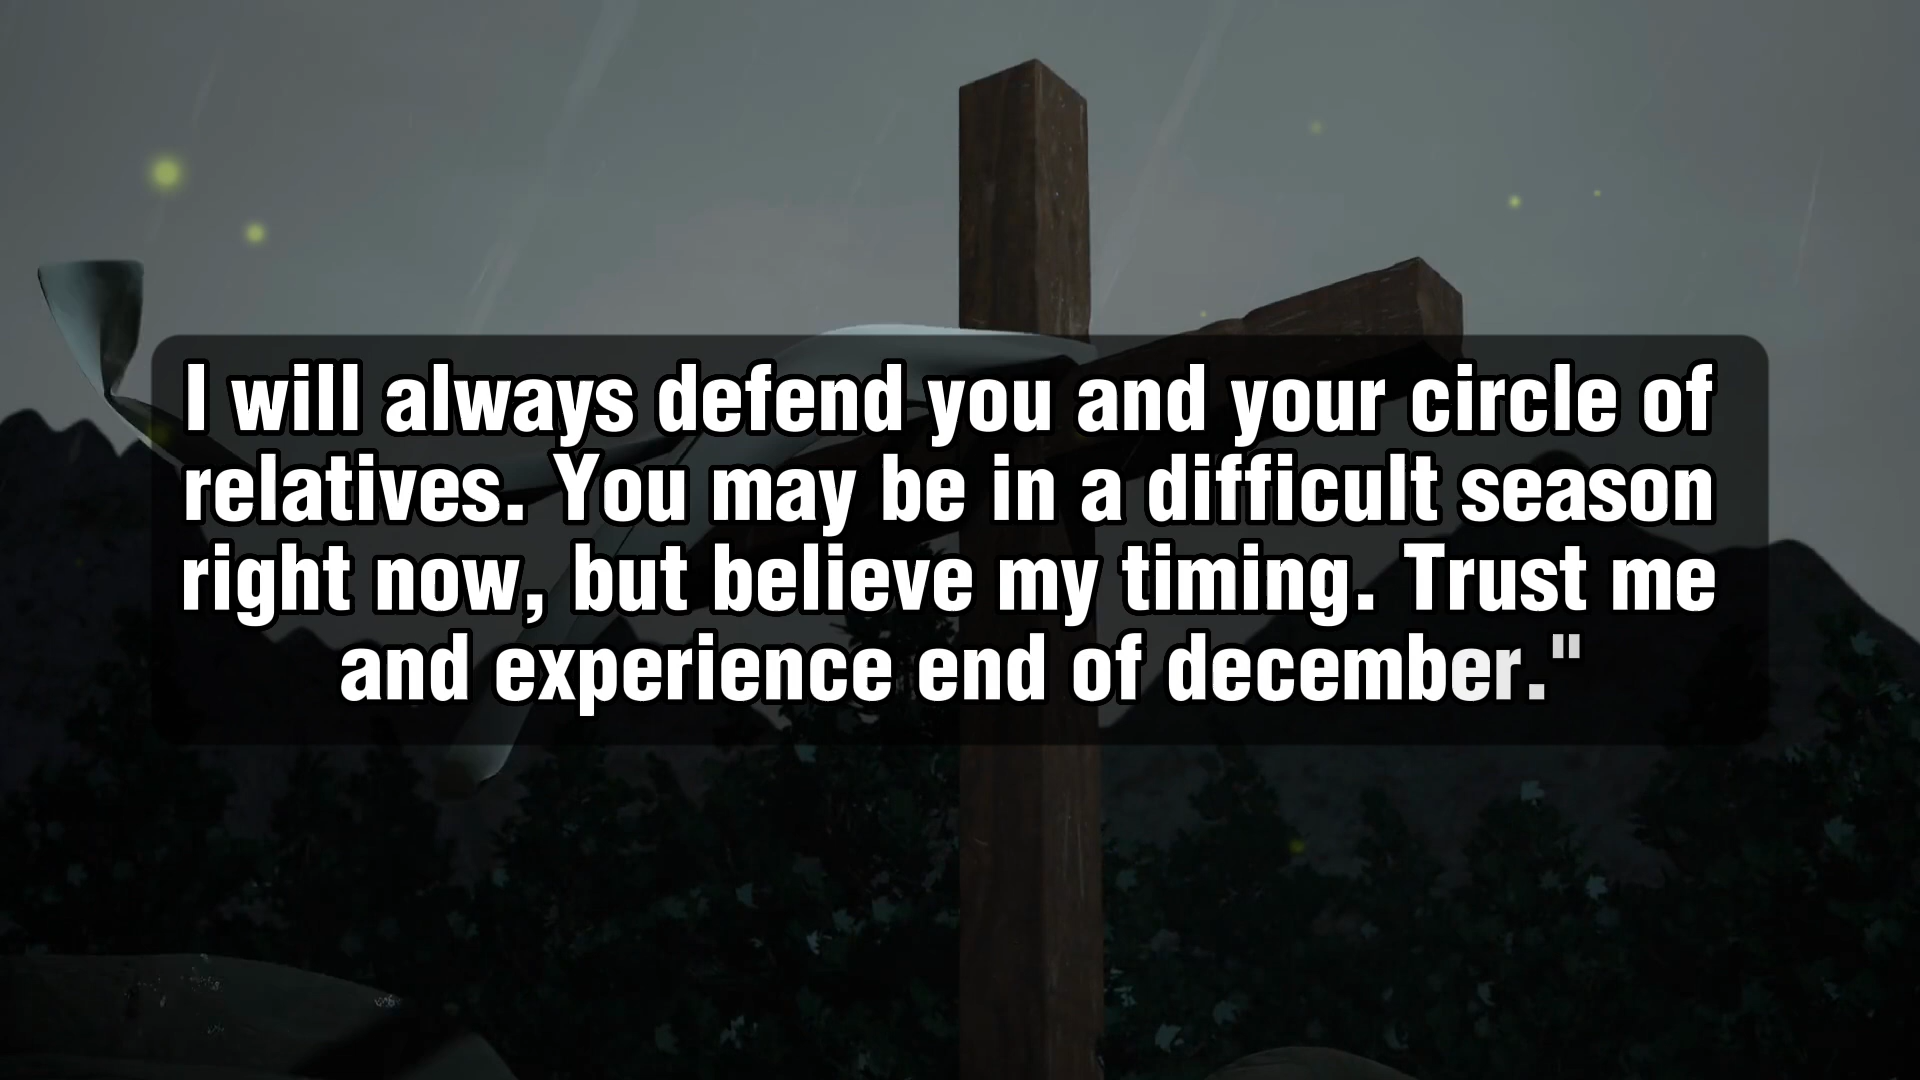 I will always defend you and your circle of
relatives. You may be in a difficult season
right now, but believe my timing. Trust me
and experience end of december."